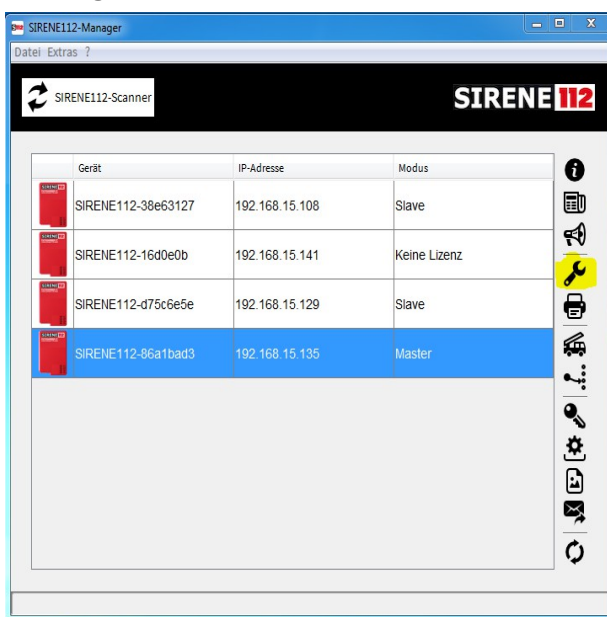 SIRENE112-Manager
Datei Extras ?
SIRENE112-Scanner
SIRENE112
Gerät IP-Adresse Modus
SIRENE112-38e63127 192.168.15.108 Slave
SIRENE112-16d0e0b 192.168.15.141 Keine Lizenz
SIRENE112-d75c6e5e 192.168.15.129 Slave
SIRENE112-86a1bad3 192.168.15.135 Master